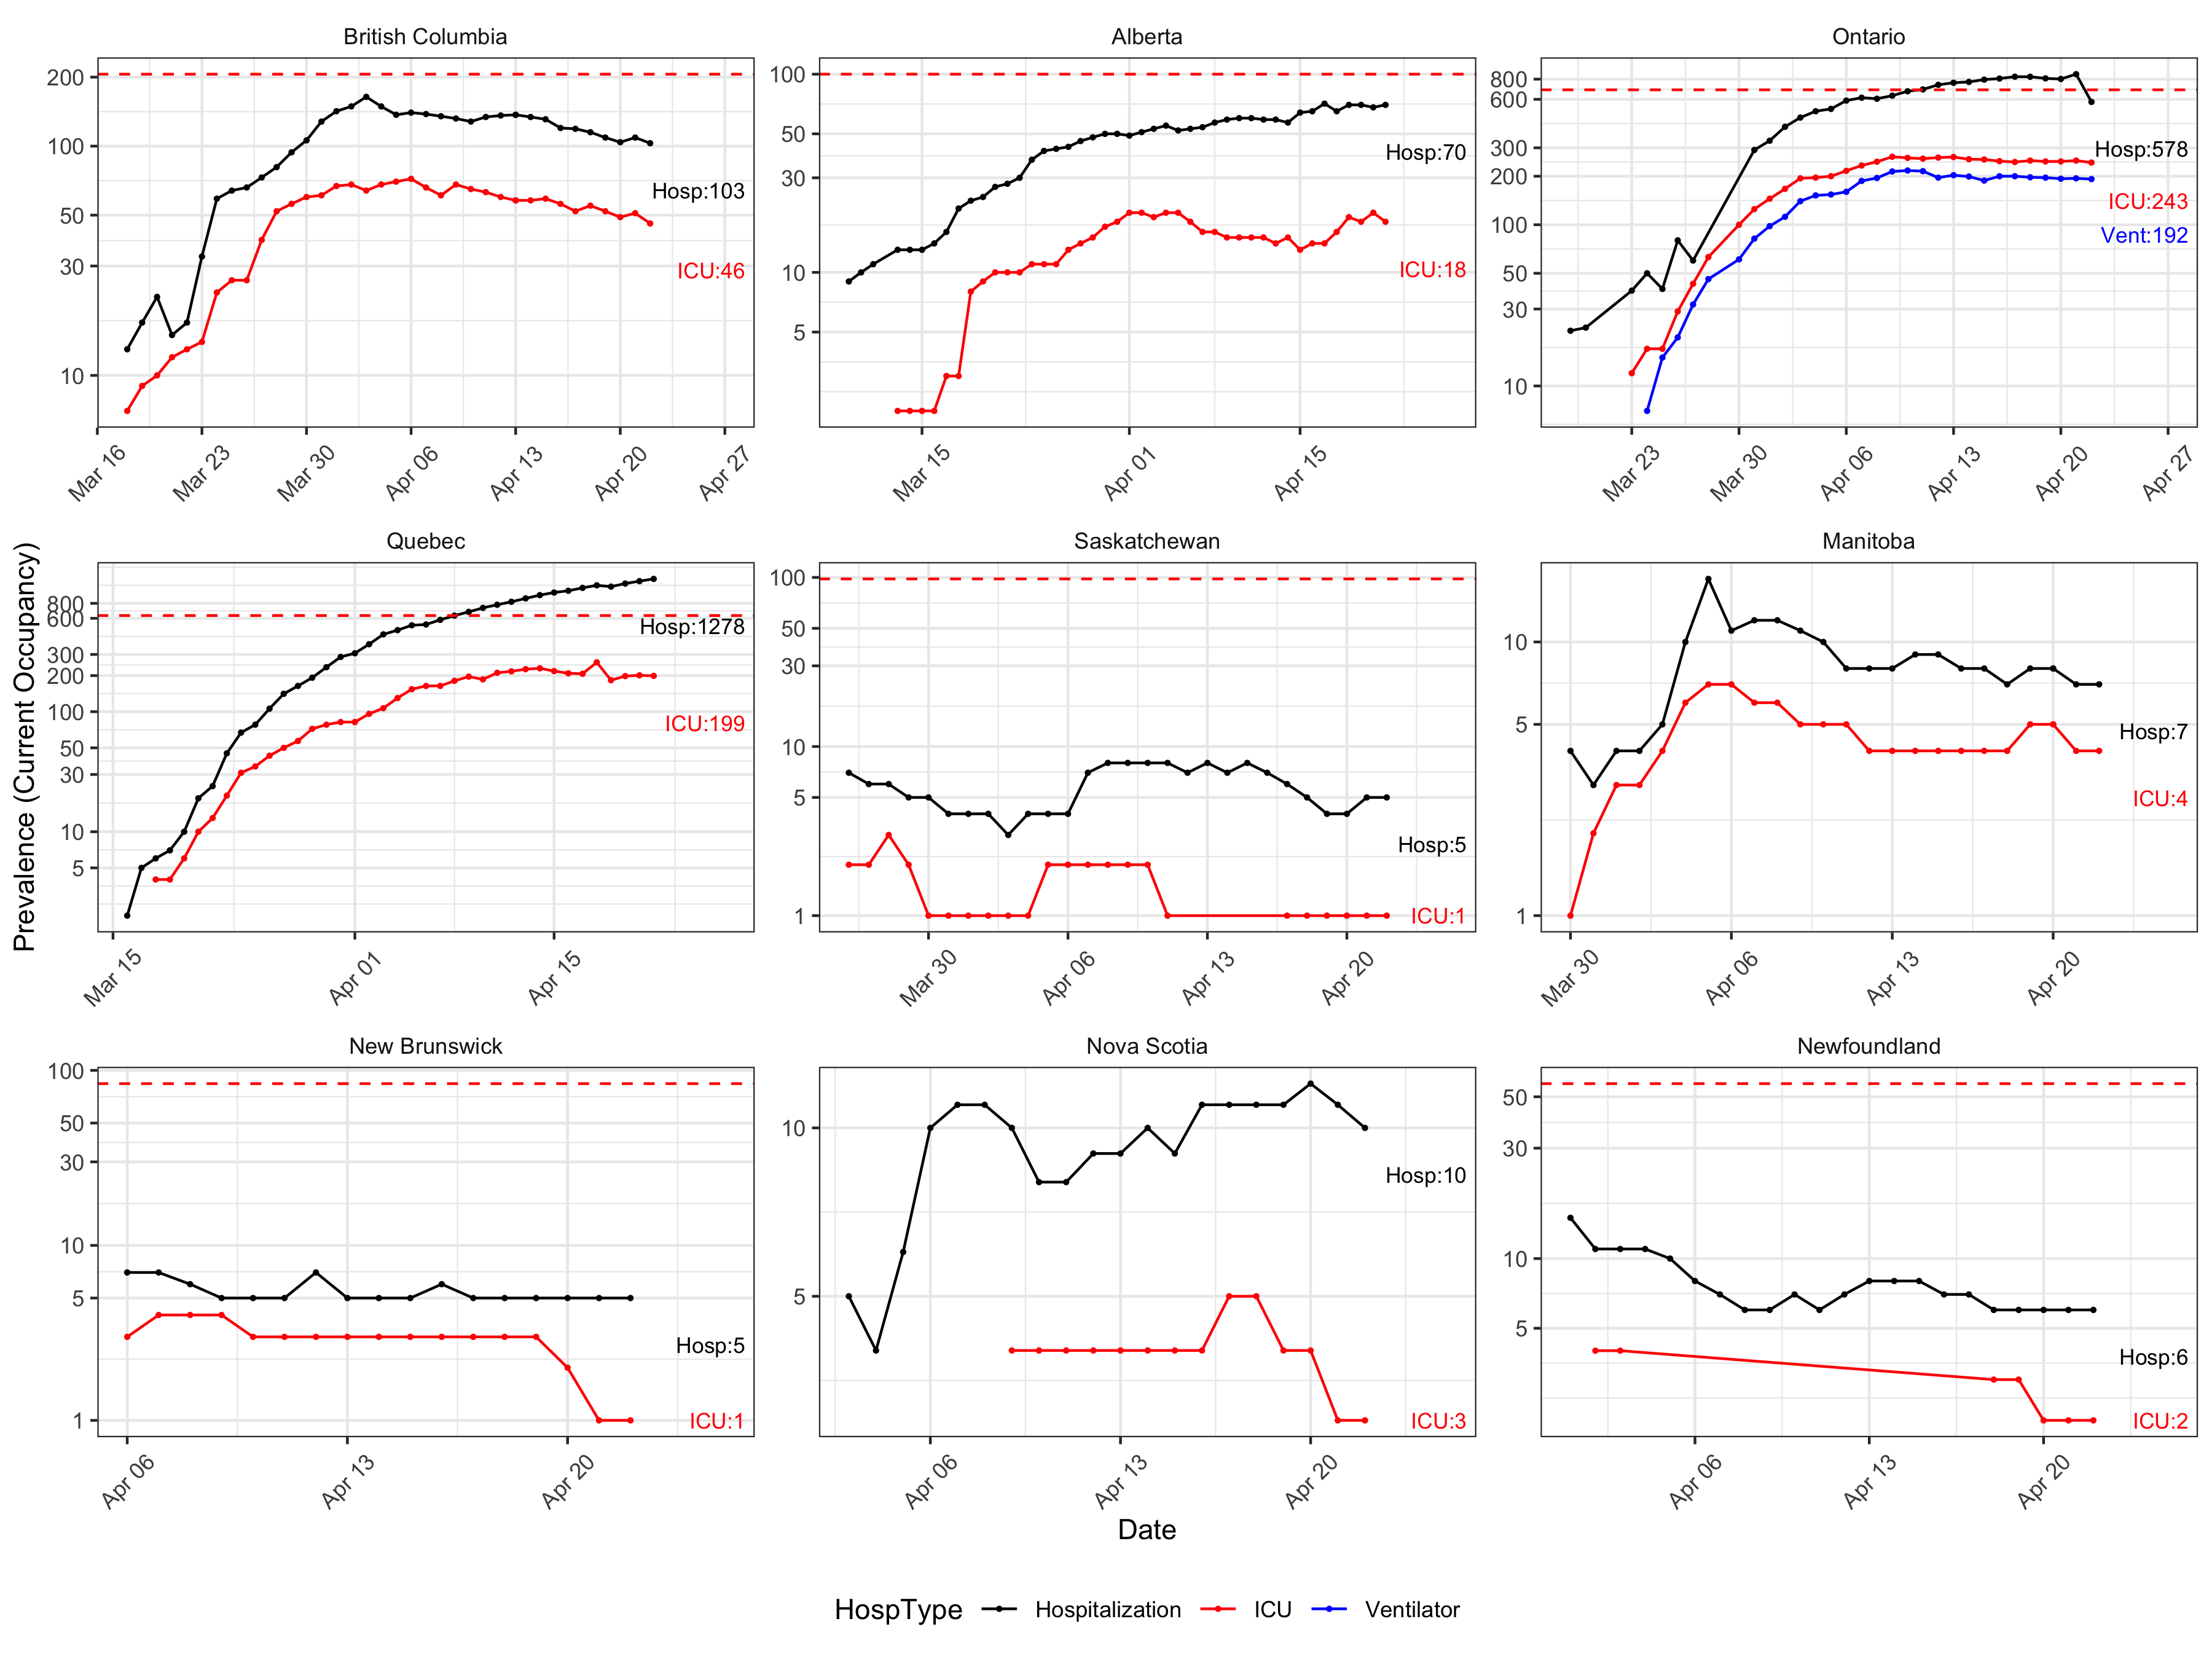 British Columbia
200
100
50
30
10
Hosp:103
ICU:46
Mar 16
Mar 23
Mar 30
Apr 06
Apr 13
Apr 20
Apr 27
Alberta
100
50
30
10
5
Hosp:70
ICU:18
Mar 15
Apr 01
Apr 15
Ontario
800
600
300
200
100
50
30
10
Hosp:578
ICU:243
Vent:192
Mar 23
Mar 30
Apr 06
Apr 13
Apr 20
Apr 27
Prevalence (Current Occupancy)
Quebec
800
600
300
200
100
50
30
10
5
Hosp:1278
ICU:199
Mar 15
Apr 01
Apr 15
Saskatchewan
100
50
30
10
5
1
Hosp:5
ICU:1
Mar 30
Apr 06
Apr 13
Apr 20
Manitoba
10
5
1
Hosp:7
ICU:4
Mar 30
Apr 06
Apr 13
Apr 20
New Brunswick
100
50
30
10
5
1
Hosp:5
ICU:1
Apr 06
Apr 13
Apr 20
Nova Scotia
10
5
Hosp:10
ICU:3
Apr 06
Apr 13
Apr 20
Newfoundland
50
30
10
5
Hosp:6
ICU:2
Apr 06
Apr 13
Apr 20
Date
HospType Hospitalization ICU Ventilator